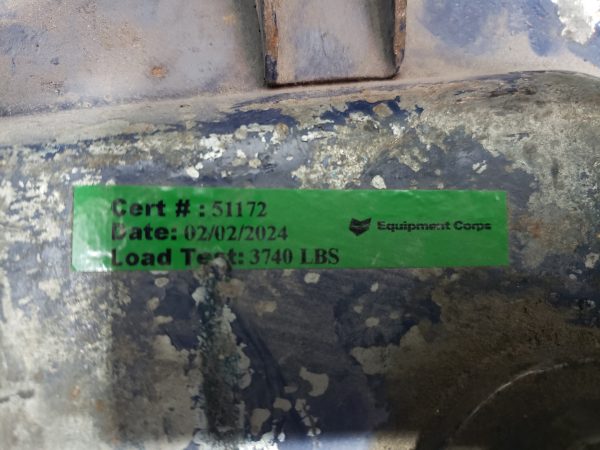 Cert # : 51172
Date: 02/02/2024
Load Test: 3740 LBS
Equipment Corps